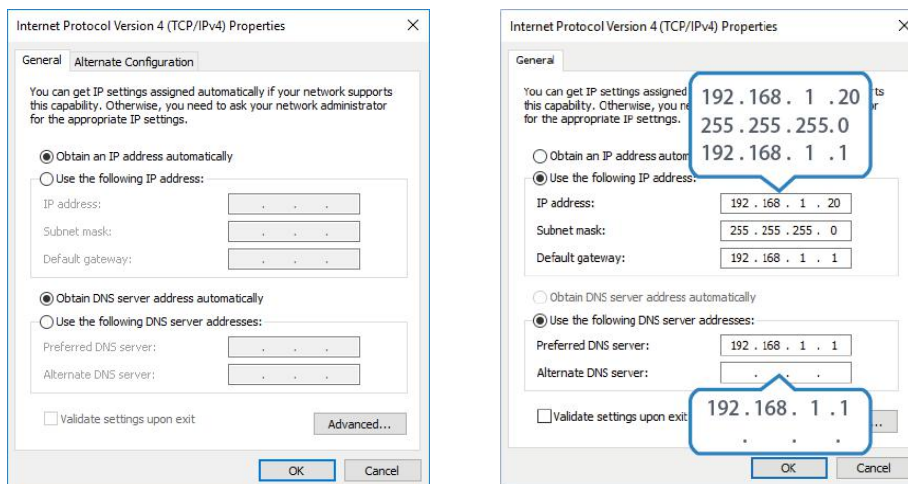 Internet Protocol Version 4 (TCP/IPv4) Properties
General Alternate Configuration
You can get IP settings assigned automatically if your network supports
this capability. Otherwise, you need to ask your network administrator
for the appropriate IP settings.
Obtain an IP address automatically
Use the following IP address:
IP address: . . .
Subnet mask: . . .
Default gateway: . . .
Obtain DNS server address automatically
Use the following DNS server addresses:
Preferred DNS server: . . .
Alternate DNS server: . . .
Validate settings upon exit
Advanced...
OK Cancel
Internet Protocol Version 4 (TCP/IPv4) Properties
General
You can get IP settings assigned
this capability. Otherwise, you
for the appropriate IP settings.
192.168. 1 .20
255.255.255.0
192.168. 1 .1
Obtain an IP address
Use the following IP address:
IP address: 192 . 168 . 1 . 20
Subnet mask: 255 . 255 . 255 . 0
Default gateway: 192 . 168 . 1 . 1
Obtain DNS server address automatically
Use the following DNS server addresses:
Preferred DNS server: 192 . 168 . 1 . 1
Alternate DNS server: . . .
192.168. 1 .1
. . .
Validate settings upon exit
OK Cancel